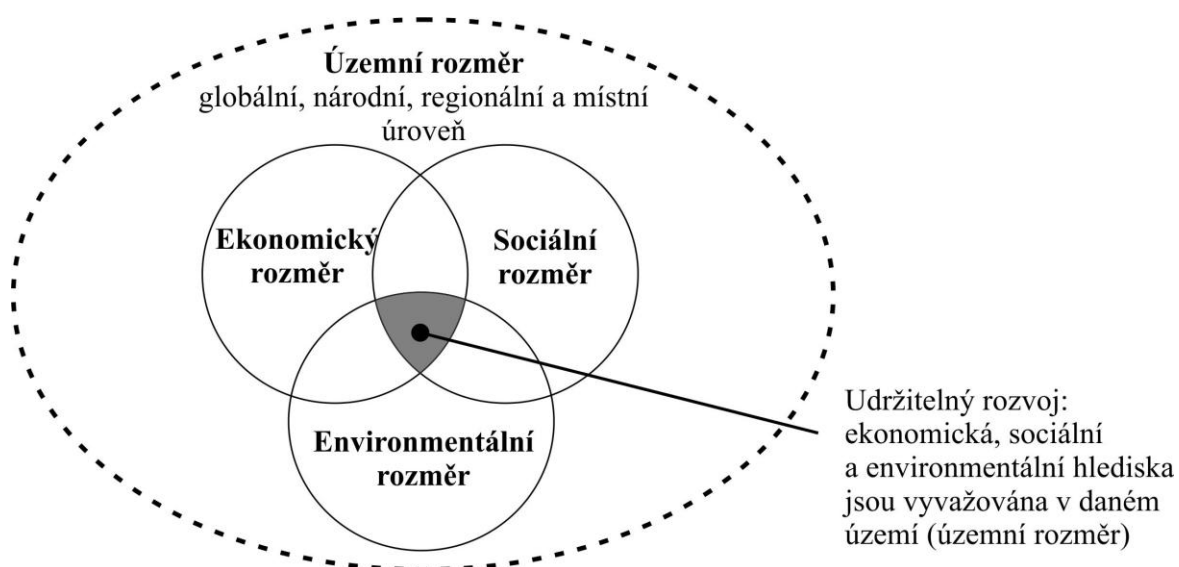 Územní rozměr
globální, národní, regionální a místní
úroveň
Ekonomický
rozměr
Sociální
rozměr
Environmentální
rozměr
Udržitelný rozvoj:
ekonomická, sociální
a environmentální hlediska
jsou vyvažována v daném
území (územní rozměr)